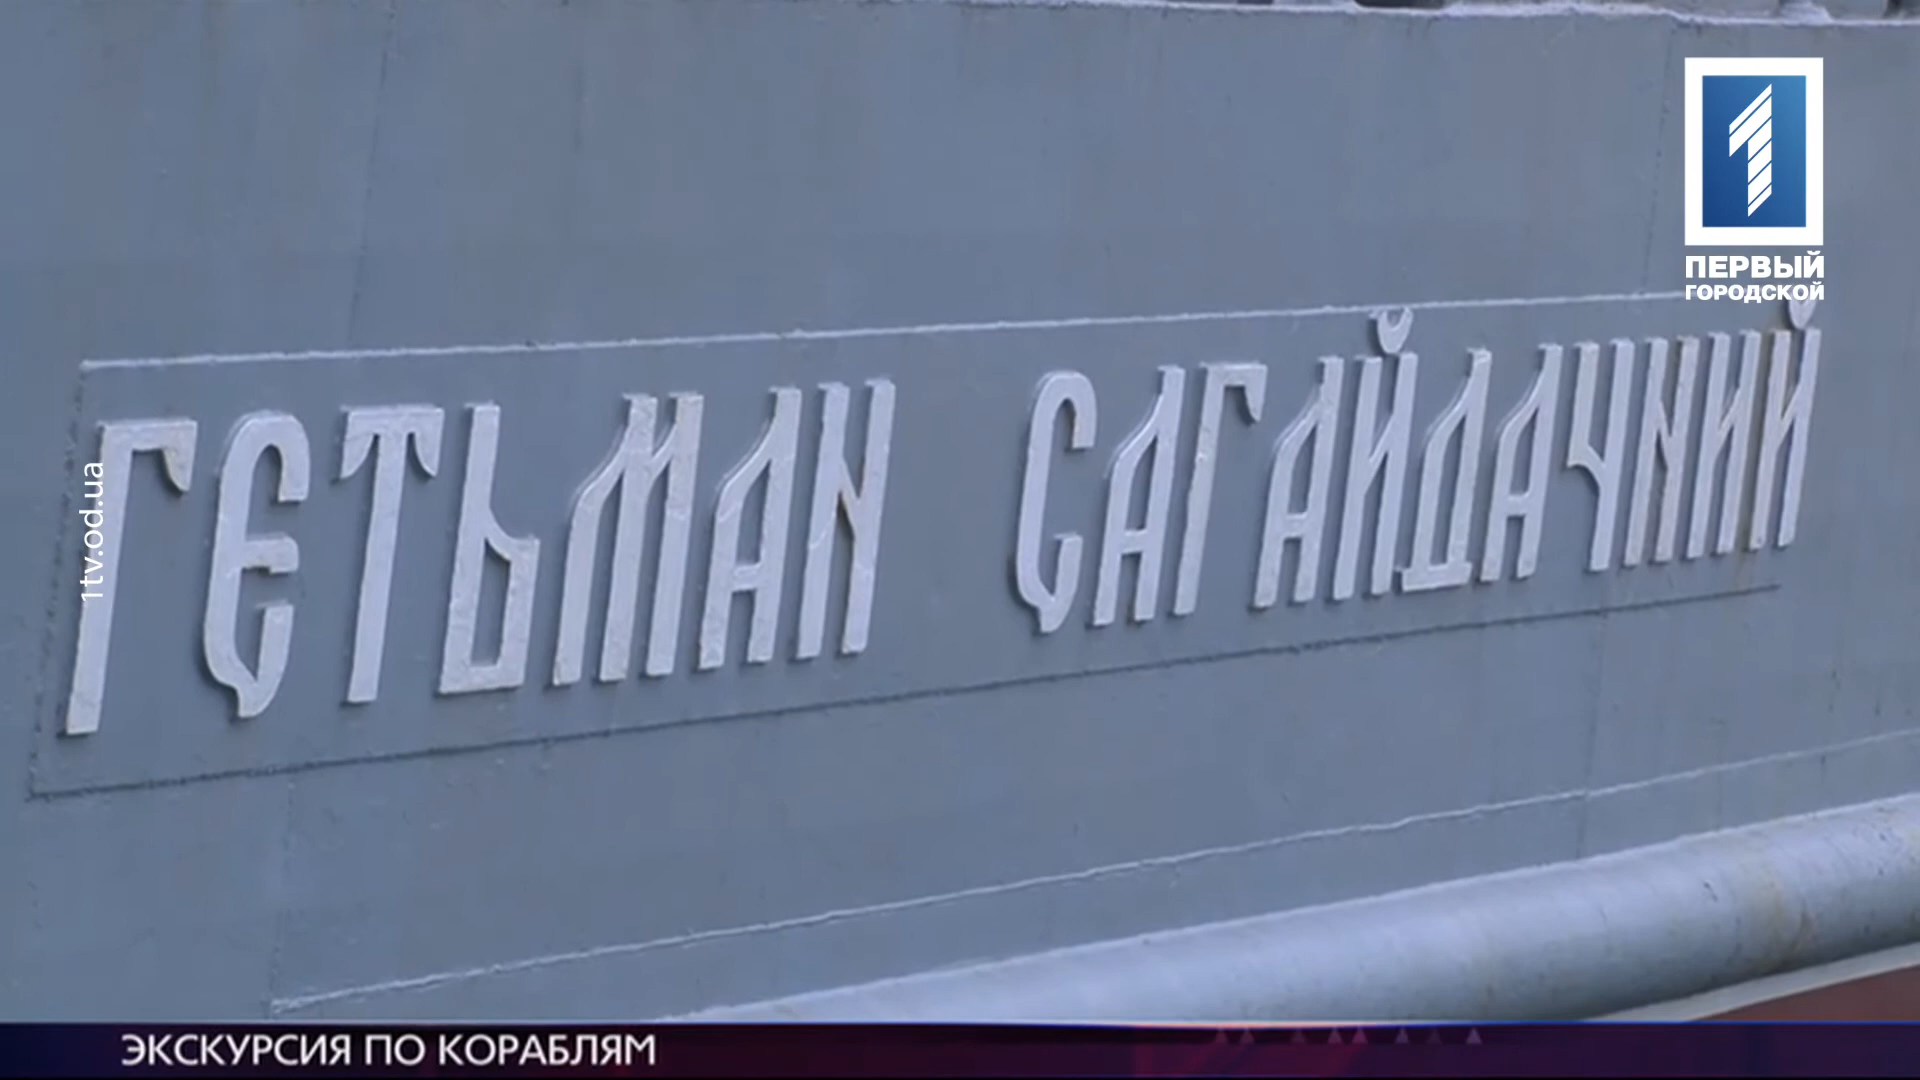 ПЕРВЫЙ
ГОРОДСКОЙ
ГЕТЬМАН САГАЙДАЧНИЙ
1tv.od.ua
ЭКСКУРСИЯ ПО КОРАБЛЯМ